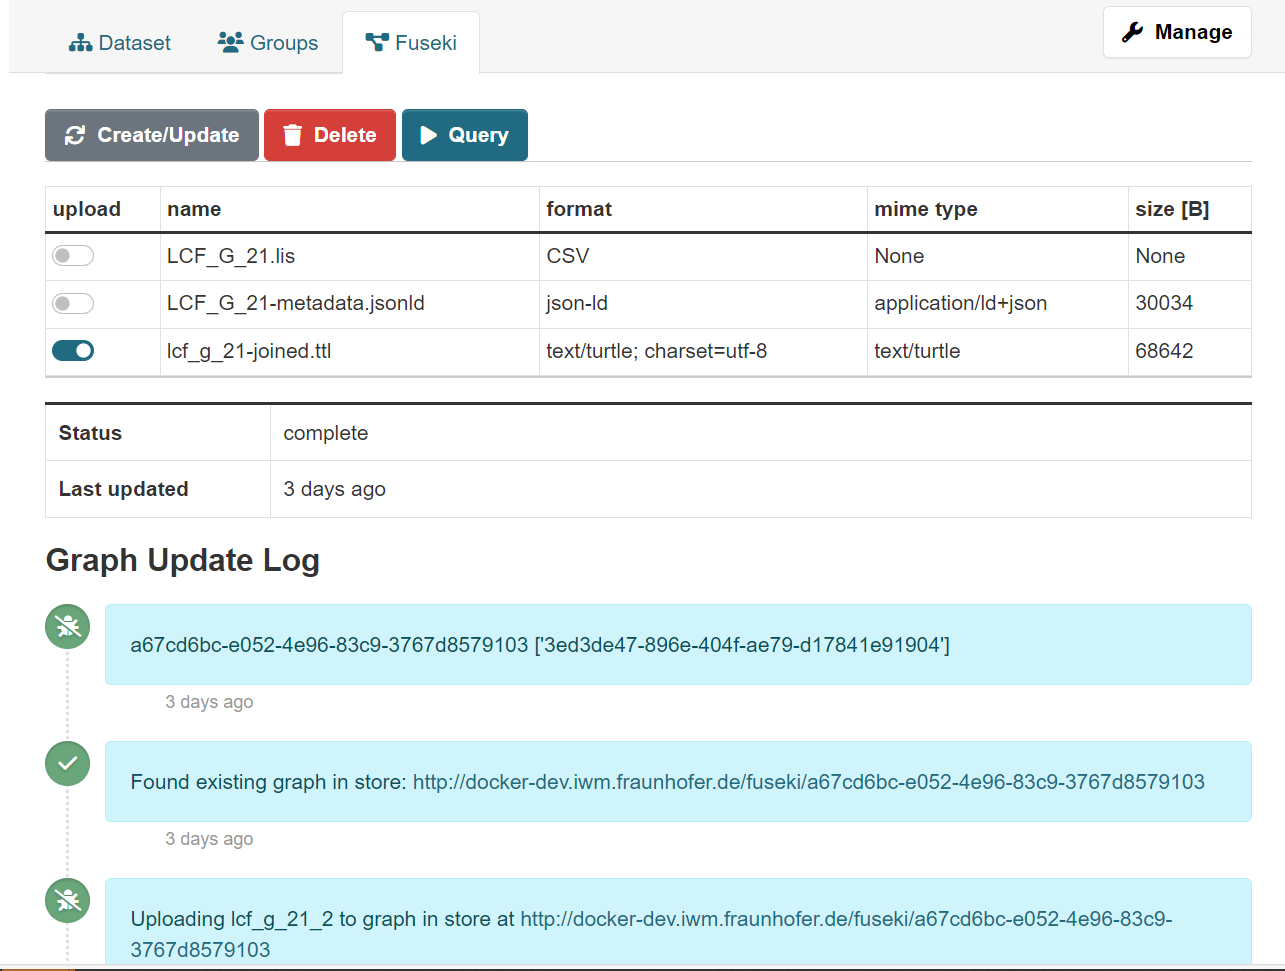 Dataset Groups Fuseki Manage
Create/Update Delete Query
upload name format mime type size [B]
LCF_G_21.lis CSV None None
LCF_G_21-metadata.jsonld json-ld application/ld+json 30034
lcf_g_21-joined.ttl text/turtle; charset=utf-8 text/turtle 68642
Status complete
Last updated 3 days ago
Graph Update Log
a67cd6bc-e052-4e96-83c9-3767d8579103 ['3ed3de47-896e-404f-ae79-d17841e91904']
3 days ago
Found existing graph in store: http://docker-dev.iwm.fraunhofer.de/fuseki/a67cd6bc-e052-4e96-83c9-3767d8579103
3 days ago
Uploading lcf_g_21_2 to graph in store at http://docker-dev.iwm.fraunhofer.de/fuseki/a67cd6bc-e052-4e96-83c9-
3767d8579103